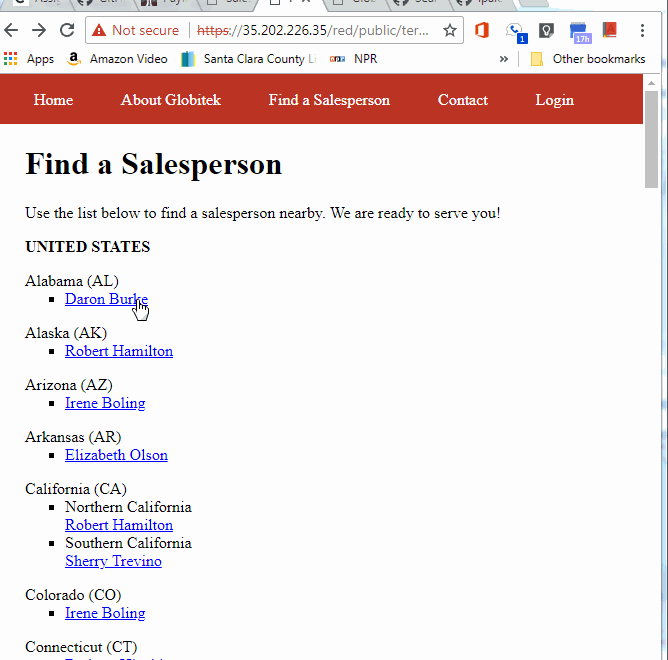 Not secure https://35.202.226.35/red/public/ter...
1
17h
Apps Amazon Video Santa Clara County Li NPR » Other bookmarks
Home About Globitek Find a Salesperson Contact Login
Find a Salesperson
Use the list below to find a salesperson nearby. We are ready to serve you!
UNITED STATES
Alabama (AL)
Daron Burke
Alaska (AK)
Robert Hamilton
Arizona (AZ)
Irene Boling
Arkansas (AR)
Elizabeth Olson
California (CA)
Northern California
Robert Hamilton
Southern California
Sherry Trevino
Colorado (CO)
Irene Boling
Connecticut (CT)